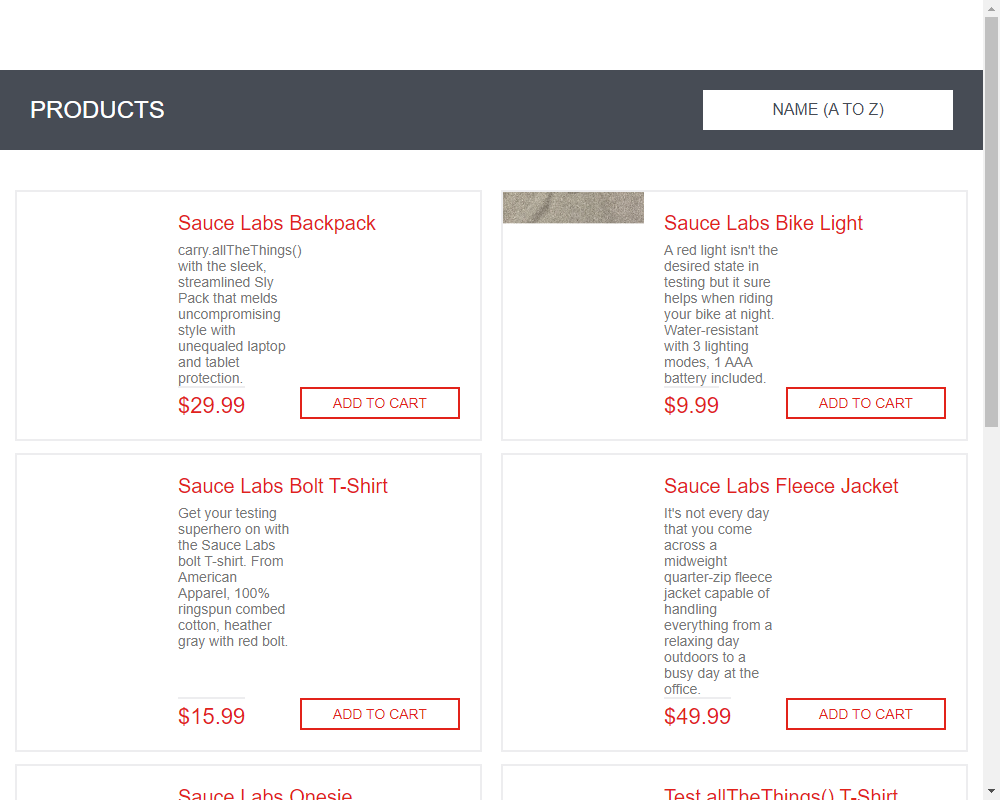 PRODUCTS
NAME (A TO Z)
Sauce Labs Backpack
carry.allTheThings()
with the sleek,
streamlined Sly
Pack that melds
uncompromising
style with
unequaled laptop
and tablet
protection.
$29.99
ADD TO CART
Sauce Labs Bike Light
A red light isn't the
desired state in
testing but it sure
helps when riding
your bike at night.
Water-resistant
with 3 lighting
modes, 1 AAA
battery included.
$9.99
ADD TO CART
Sauce Labs Bolt T-Shirt
Get your testing
superhero on with
the Sauce Labs
bolt T-shirt. From
American
Apparel, 100%
ringspun combed
cotton, heather
gray with red bolt.
$15.99
ADD TO CART
Sauce Labs Fleece Jacket
It's not every day
that you come
across a
midweight
quarter-zip fleece
jacket capable of
handling
everything from a
relaxing day
outdoors to a
busy day at the
office.
$49.99
ADD TO CART
Sauce Labs Onesie
Test.allTheThings() T-Shirt